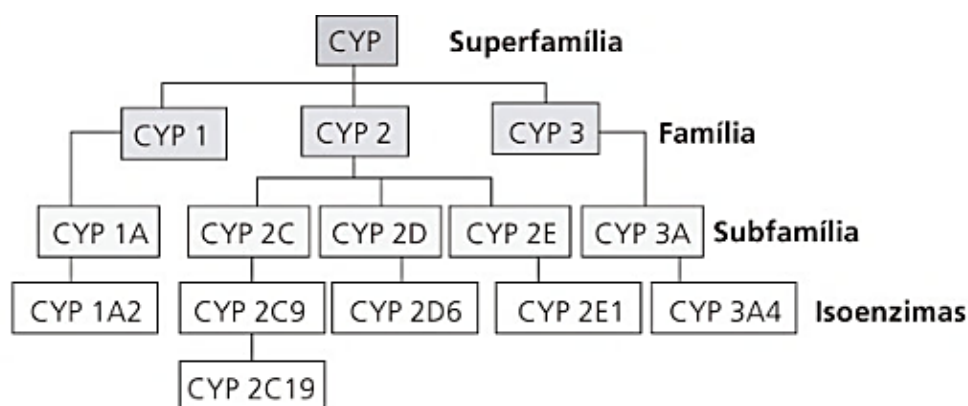 CYP Superfamília
CYP 1 CYP 2 CYP 3 Família
CYP 1A CYP 2C CYP 2D CYP 2E CYP 3A Subfamília
CYP 1A2 CYP 2C9 CYP 2D6 CYP 2E1 CYP 3A4 Isoenzimas
CYP 2C19